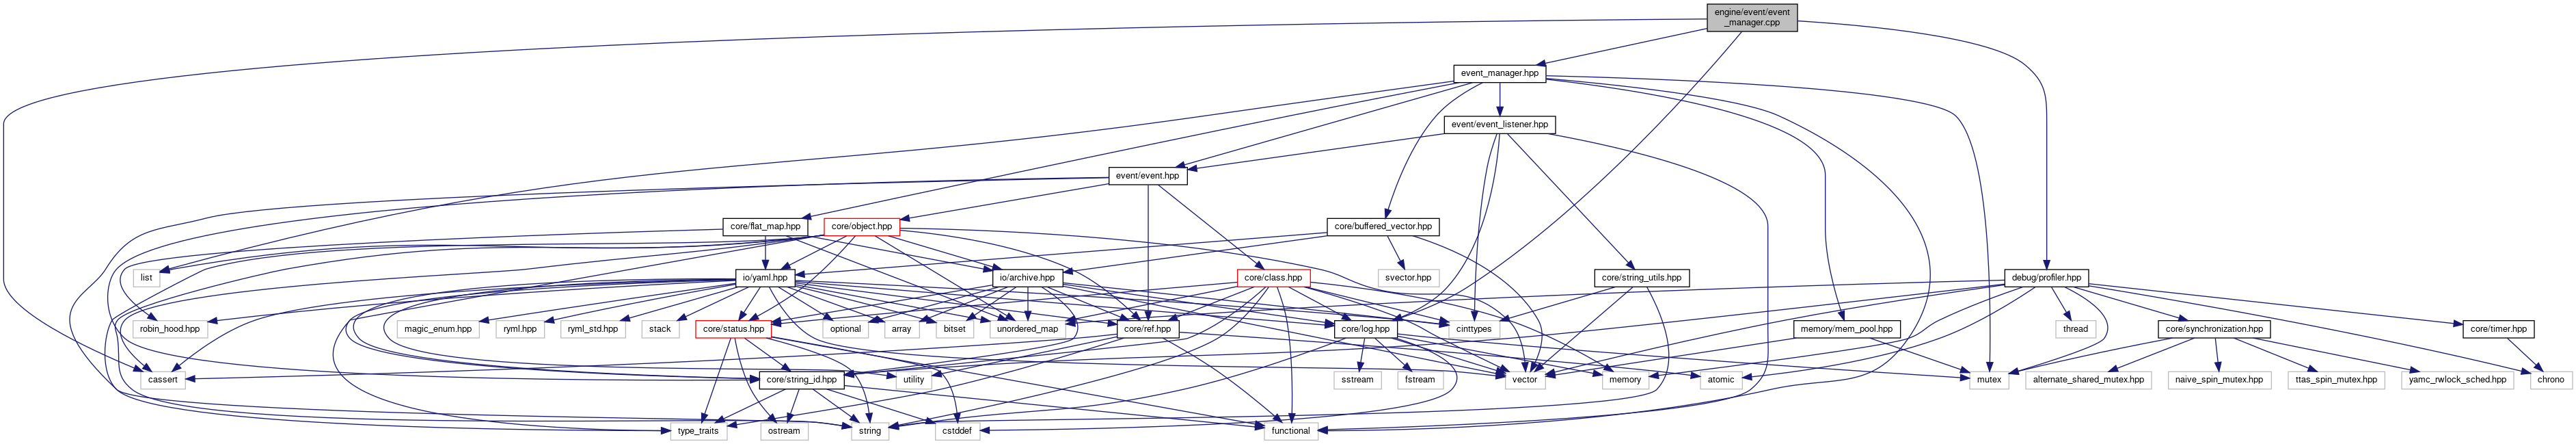 engine/event/event
_manager.cpp
event_manager.hpp
event/event_listener.hpp
event/event.hpp
core/flat_map.hpp
core/object.hpp
core/buffered_vector.hpp
list
io/yaml.hpp
io/archive.hpp
core/class.hpp
svector.hpp
core/string_utils.hpp
debug/profiler.hpp
robin_hood.hpp
magic_enum.hpp
ryml.hpp
ryml_std.hpp
stack
core/status.hpp
optional
array
bitset
unordered_map
core/ref.hpp
core/log.hpp
cinttypes
memory/mem_pool.hpp
thread
core/synchronization.hpp
core/timer.hpp
cassert
core/string_id.hpp
utility
sstream
fstream
vector
memory
atomic
mutex
alternate_shared_mutex.hpp
naive_spin_mutex.hpp
ttas_spin_mutex.hpp
yamc_rwlock_sched.hpp
chrono
type_traits
ostream
string
cstddef
functional